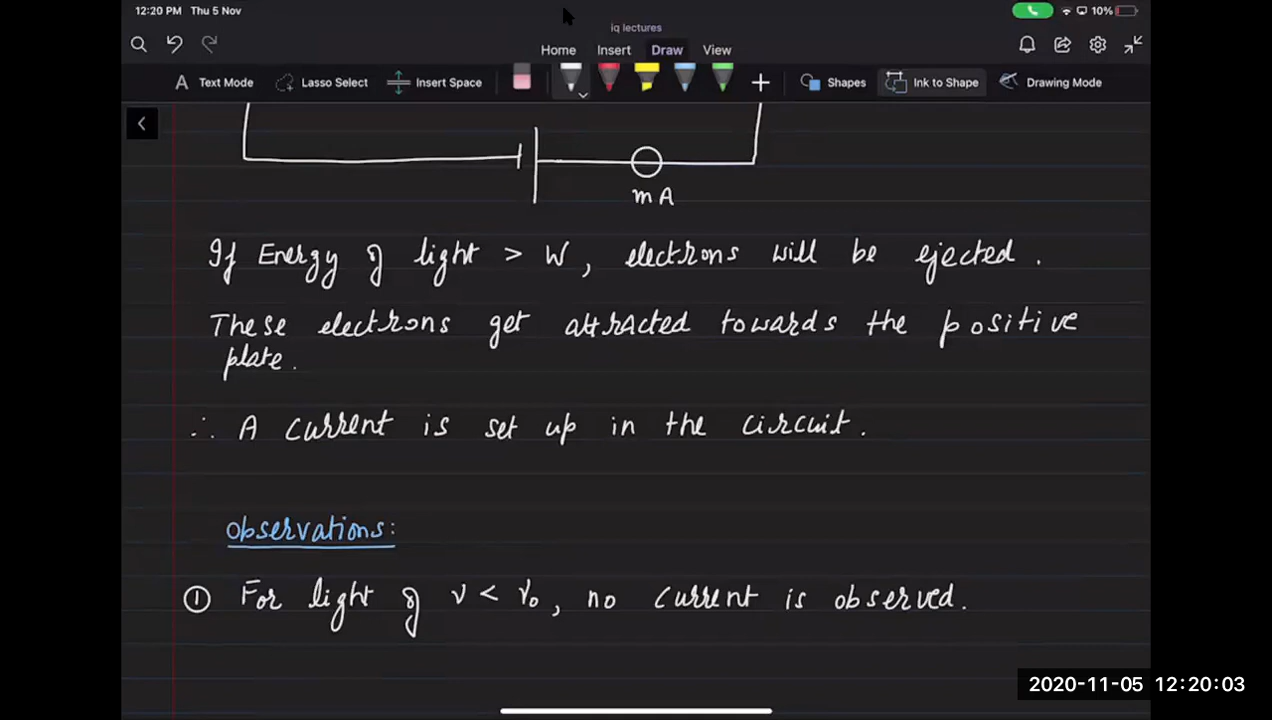 12:20 PM Thu 5 Nov
10%
iq lectures
Home Insert Draw View
A Text Mode Lasso Select Insert Space Shapes Ink to Shape Drawing Mode
mA
If Energy of light > W, electrons will be ejected.
These electrons get attracted towards the positive
plate.
∴ A current is set up in the circuit.
Observations:
① For light of ν < ν₀, no current is observed.
2020-11-05 12:20:03